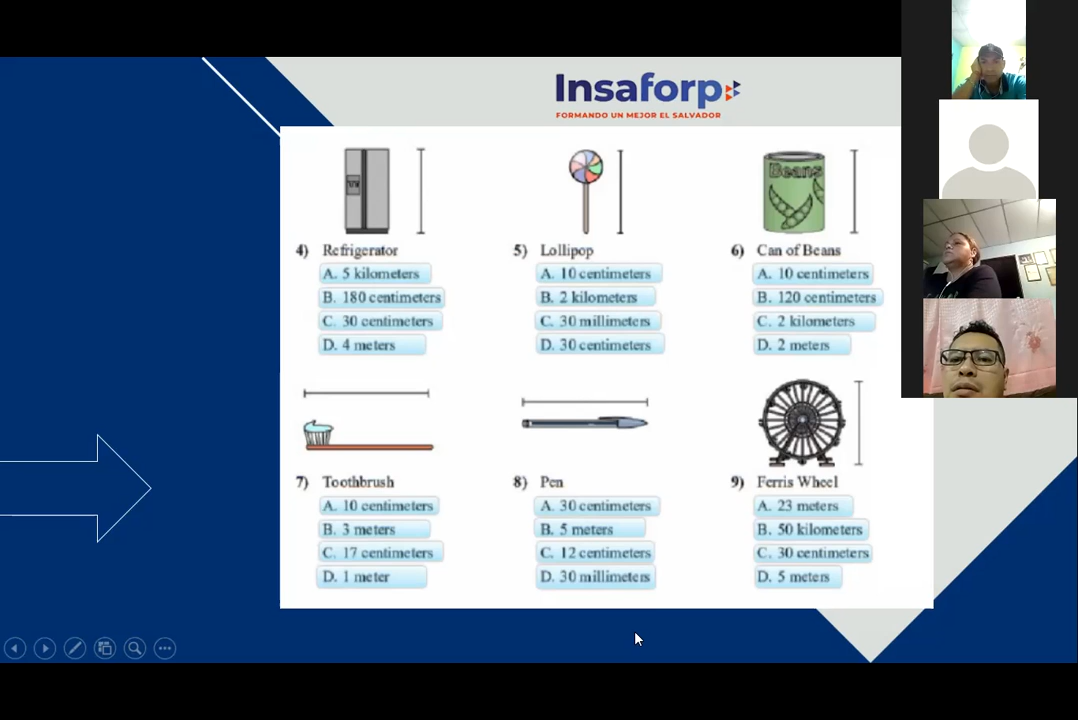 Insaforp
FORMANDO UN MEJOR EL SALVADOR
Beans
4) Refrigerator
A. 5 kilometers
B. 180 centimeters
C. 30 centimeters
D. 4 meters
5) Lollipop
A. 10 centimeters
B. 2 kilometers
C. 30 millimeters
D. 30 centimeters
6) Can of Beans
A. 10 centimeters
B. 120 centimeters
C. 2 kilometers
D. 2 meters
7) Toothbrush
A. 10 centimeters
B. 3 meters
C. 17 centimeters
D. 1 meter
8) Pen
A. 30 centimeters
B. 5 meters
C. 12 centimeters
D. 30 millimeters
9) Ferris Wheel
A. 23 meters
B. 50 kilometers
C. 30 centimeters
D. 5 meters